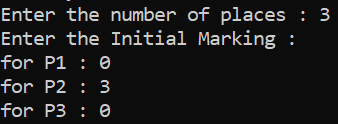 Enter the number of places : 3
Enter the Initial Marking :
for P1 : 0
for P2 : 3
for P3 : 0